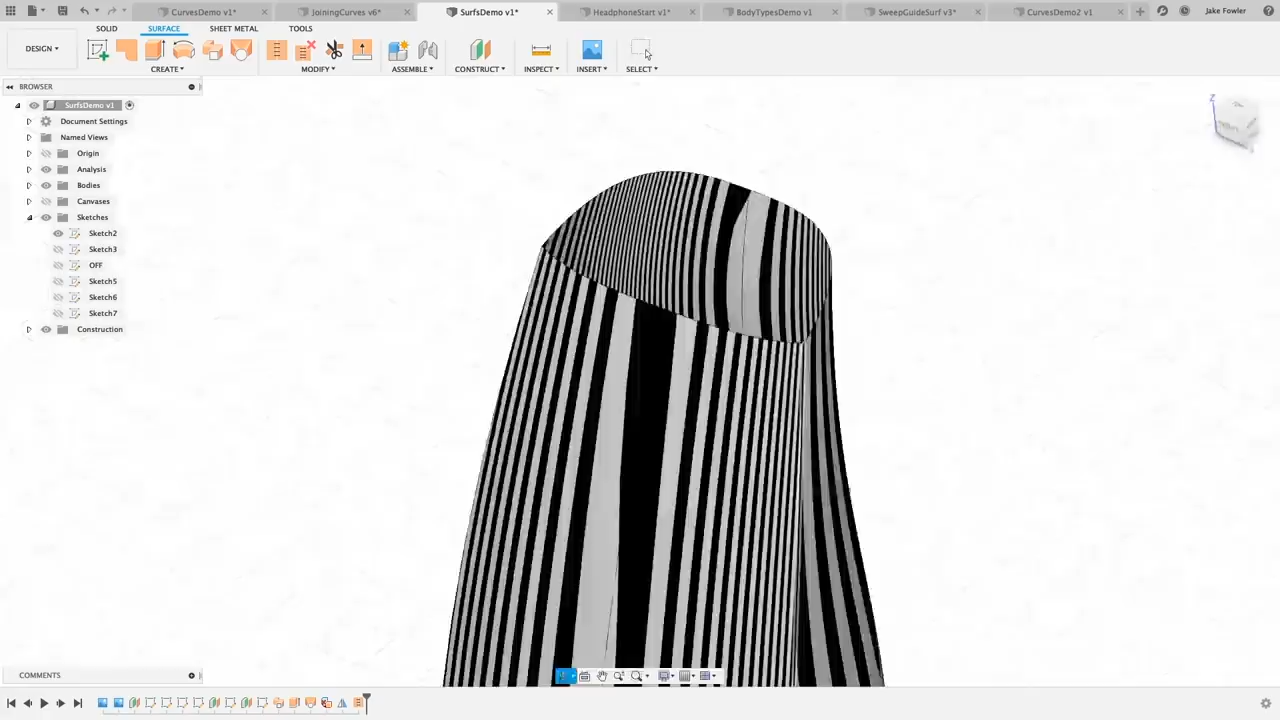 CurvesDemo v1*
JoiningCurves v6*
SurfsDemo v1*
HeadphoneStart v1*
BodyTypesDemo v1
SweepGuideSurf v3*
CurvesDemo2 v1
Jake Fowler
SOLID
SURFACE
SHEET METAL
TOOLS
DESIGN
CREATE
MODIFY
ASSEMBLE
CONSTRUCT
INSPECT
INSERT
SELECT
BROWSER
SurfsDemo v1
Document Settings
Named Views
Origin
Analysis
Bodies
Canvases
Sketches
Sketch2
Sketch3
OFF
Sketch5
Sketch6
Sketch7
Construction
Z
COMMENTS